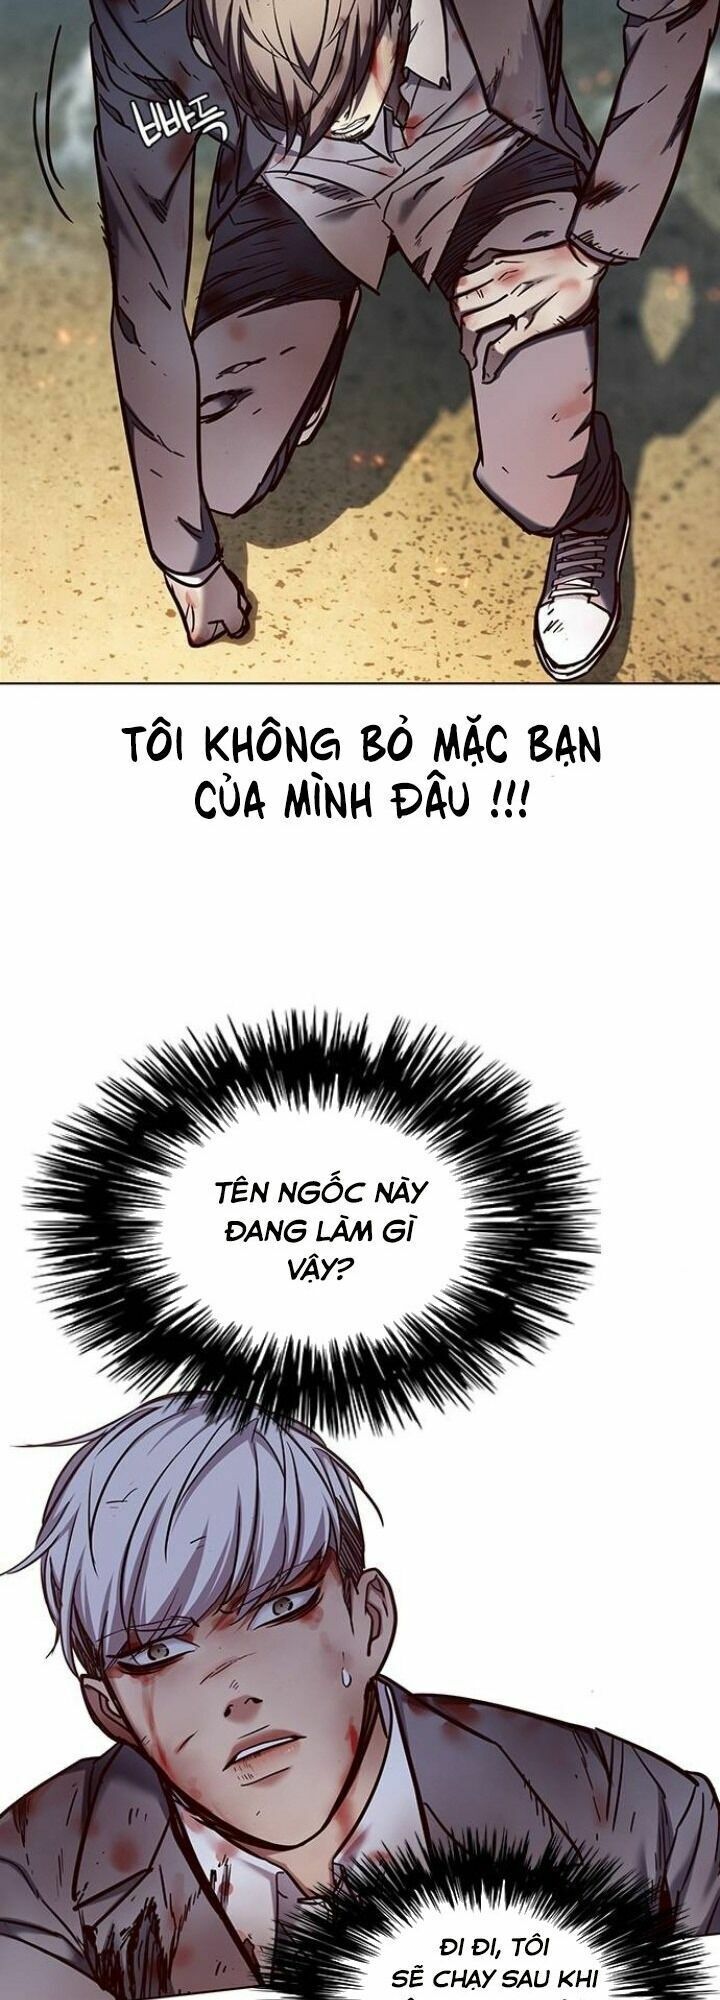 빠득
TÔI KHÔNG BỎ MẶC BẠN
CỦA MÌNH ĐÂU !!!
TÊN NGỐC NÀY
ĐANG LÀM GÌ
VẬY?
ĐI ĐI, TÔI
SẼ CHẠY SAU KHI